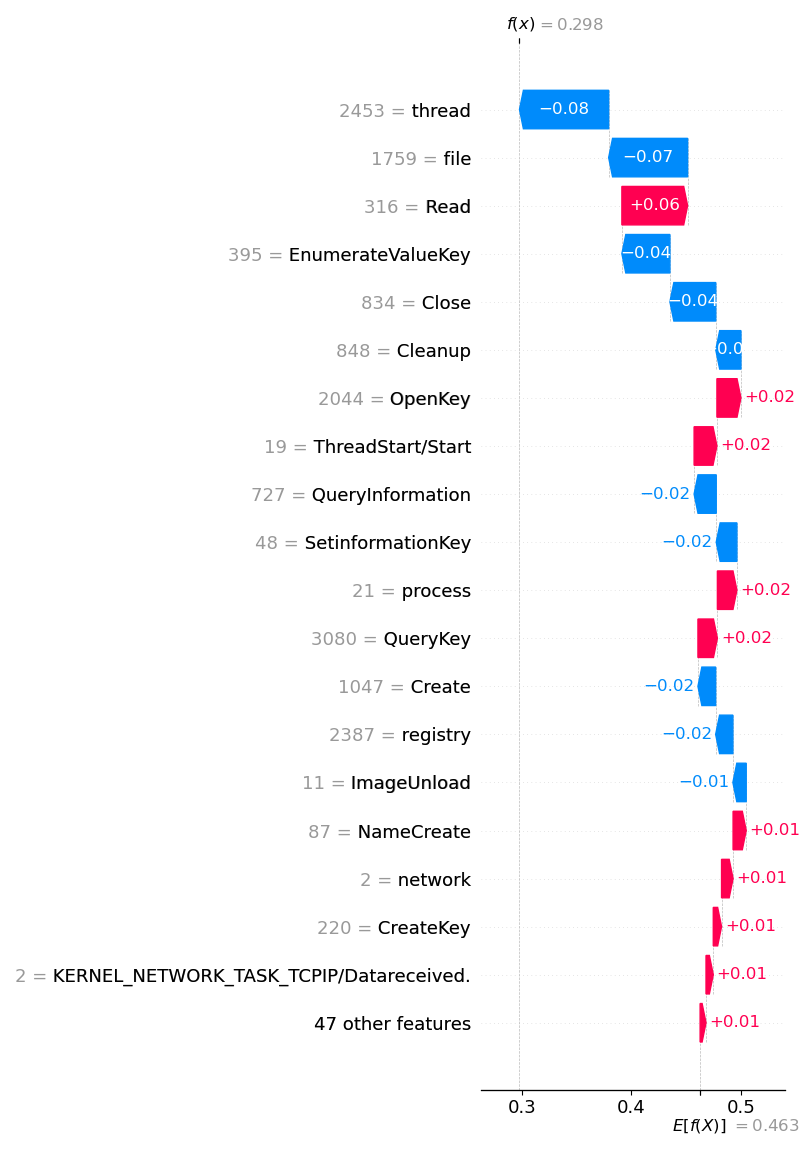 f(x) = 0.298
2453 = thread −0.08
1759 = file −0.07
316 = Read +0.06
395 = EnumerateValueKey −0.04
834 = Close −0.04
848 = Cleanup
2044 = OpenKey +0.02
19 = ThreadStart/Start +0.02
727 = QueryInformation −0.02
48 = SetinformationKey −0.02
21 = process +0.02
3080 = QueryKey +0.02
1047 = Create −0.02
2387 = registry −0.02
11 = ImageUnload −0.01
87 = NameCreate +0.01
2 = network +0.01
220 = CreateKey +0.01
2 = KERNEL_NETWORK_TASK_TCPIP/Datareceived. +0.01
47 other features +0.01
0.3 0.4 0.5
E[f(X)] = 0.463